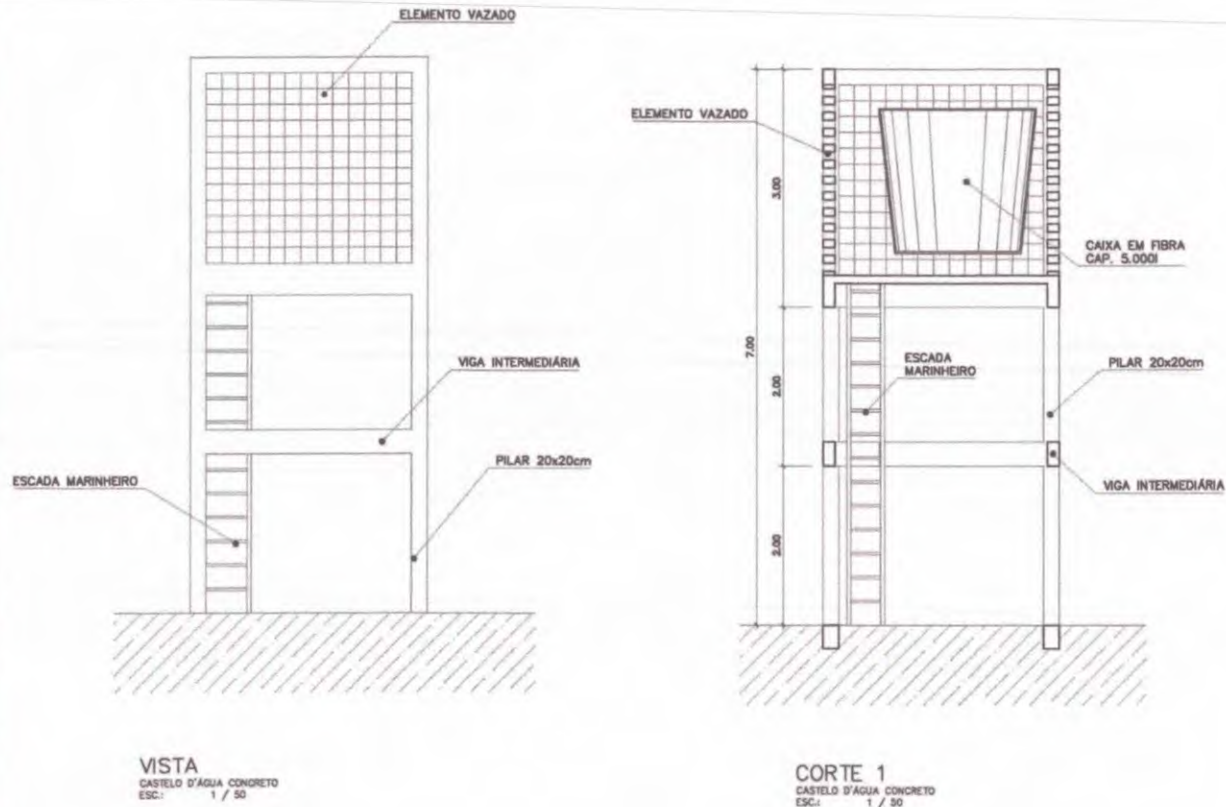 ELEMENTO VAZADO
VIGA INTERMEDIÁRIA
PILAR 20x20cm
ESCADA MARINHEIRO
VISTA
CASTELO D'ÁGUA CONCRETO
ESC.: 1 / 50
ELEMENTO VAZADO
3.00
CAIXA EM FIBRA
CAP. 5.000l
7.00
2.00
ESCADA
MARINHEIRO
PILAR 20x20cm
VIGA INTERMEDIÁRIA
2.00
CORTE 1
CASTELO D'ÁGUA CONCRETO
ESC.: 1 / 50